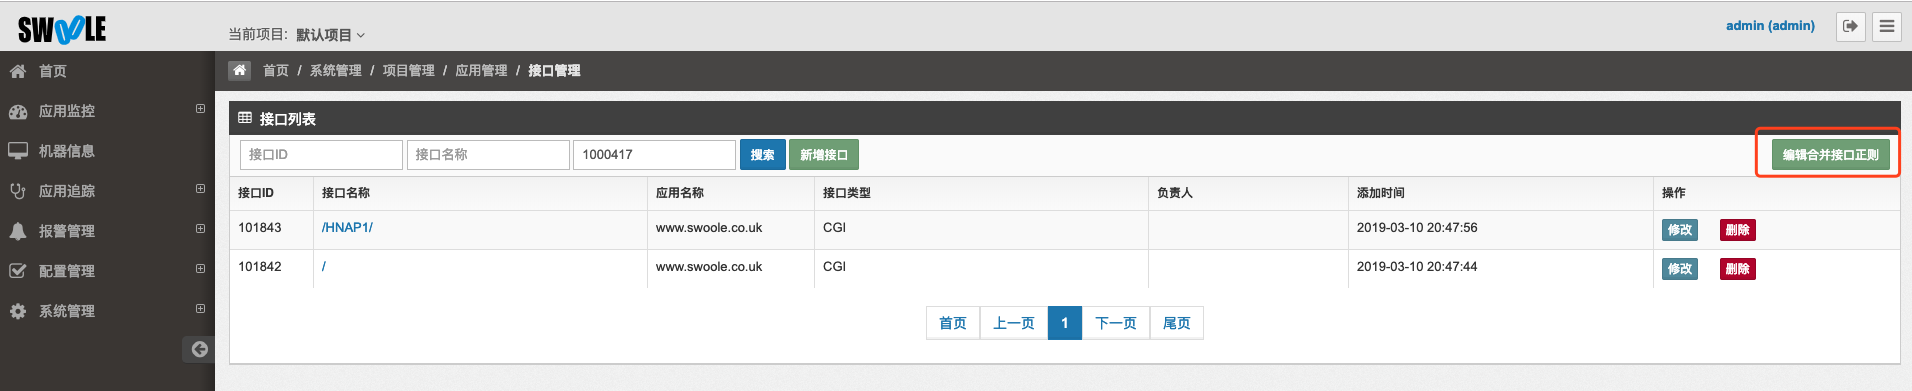 SWOOLE
当前项目: 默认项目
admin (admin)
首页
应用监控
机器信息
应用追踪
报警管理
配置管理
系统管理
首页 / 系统管理 / 项目管理 / 应用管理 / 接口管理
接口列表
接口ID 接口名称 1000417 搜索 新增接口 编辑合并接口正则
接口ID 接口名称 应用名称 接口类型 负责人 添加时间 操作
101843 /HNAP1/ www.swoole.co.uk CGI 2019-03-10 20:47:56 修改 删除
101842 / www.swoole.co.uk CGI 2019-03-10 20:47:44 修改 删除
首页 上一页 1 下一页 尾页